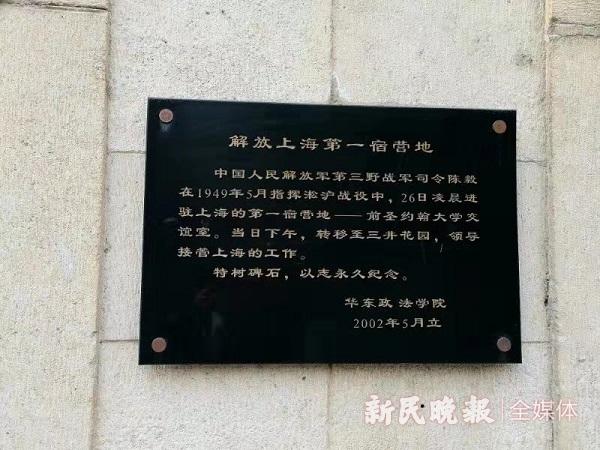 解放上海第一宿营地
中国人民解放军第三野战军司令陈毅
在1949年5月指挥淞沪战役中，26日凌晨进
驻上海的第一宿营地——前圣约翰大学交
谊室。当日下午，转移至三井花园，领导
接营上海的工作。
特树碑石，以志永久纪念。
华东政 法学院
2002年5月立
新民晚报|全媒体